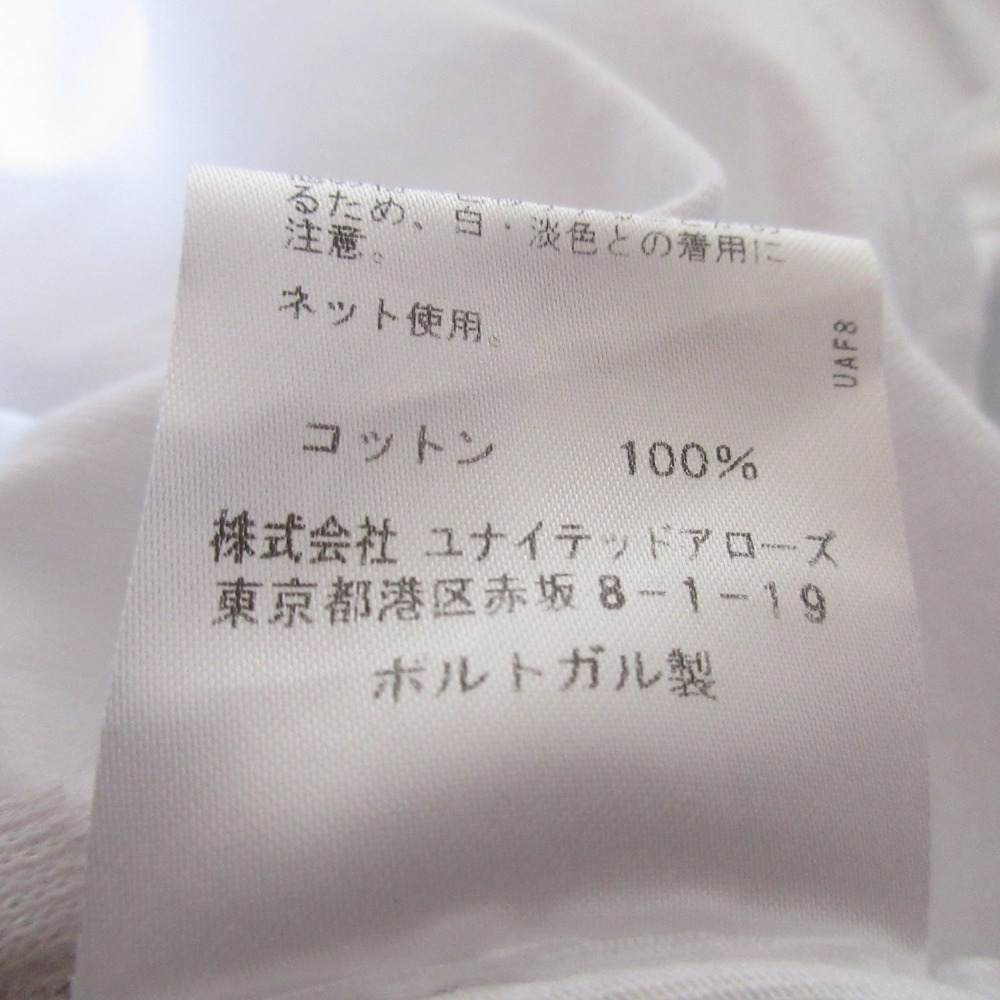 るため、白・淡色との着用に
注意。
ネット使用。
UAF8
コットン 100%
株式会社 ユナイテッドアローズ
東京都港区赤坂8-1-19
ポルトガル製